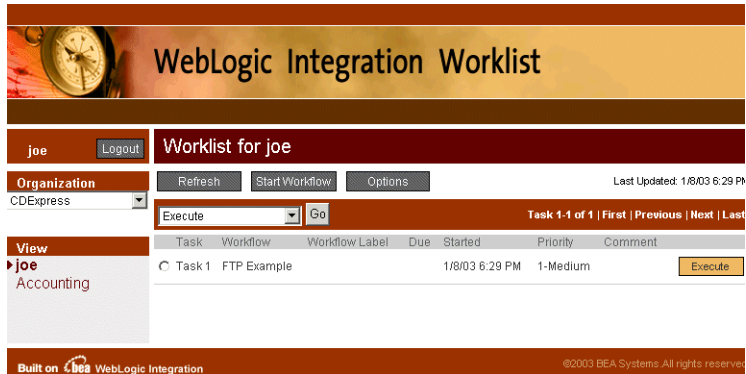 WebLogic Integration Worklist
joe Logout
Worklist for joe
Organization
CDExpress
Refresh Start Workflow Options Last Updated: 1/8/03 6:29 PM
Execute Go Task 1-1 of 1 | First | Previous | Next | Last
View
joe
Accounting
Task Workflow Workflow Label Due Started Priority Comment
Task 1 FTP Example 1/8/03 6:29 PM 1-Medium Execute
Built on bea WebLogic Integration ©2003 BEA Systems.All rights reserved